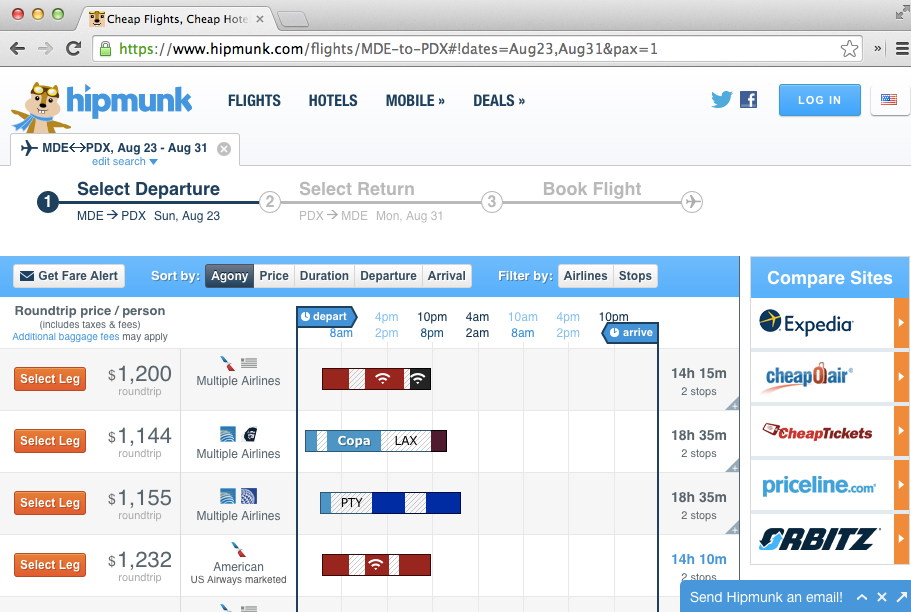 Cheap Flights, Cheap Hote
https://www.hipmunk.com/flights/MDE-to-PDX#!dates=Aug23,Aug31&pax=1
hipmunk
FLIGHTS HOTELS MOBILE » DEALS » LOG IN
MDE↔PDX, Aug 23 - Aug 31
edit search ▼
1 Select Departure 2 Select Return 3 Book Flight
MDE → PDX Sun, Aug 23 PDX → MDE Mon, Aug 31
Get Fare Alert Sort by: Agony Price Duration Departure Arrival Filter by: Airlines Stops
Compare Sites
Roundtrip price / person
(includes taxes & fees)
Additional baggage fees may apply
depart 4pm 10pm 4am 10am 4pm 10pm
8am 2pm 8pm 2am 8am 2pm arrive
Select Leg $1,200 roundtrip Multiple Airlines 14h 15m 2 stops
Select Leg $1,144 roundtrip Multiple Airlines Copa LAX 18h 35m 2 stops
Select Leg $1,155 roundtrip Multiple Airlines PTY 18h 35m 2 stops
Select Leg $1,232 roundtrip American US Airways marketed 14h 10m 2 stops
Expedia
cheapOair
CheapTickets
priceline.com
ORBITZ
Send Hipmunk an email!